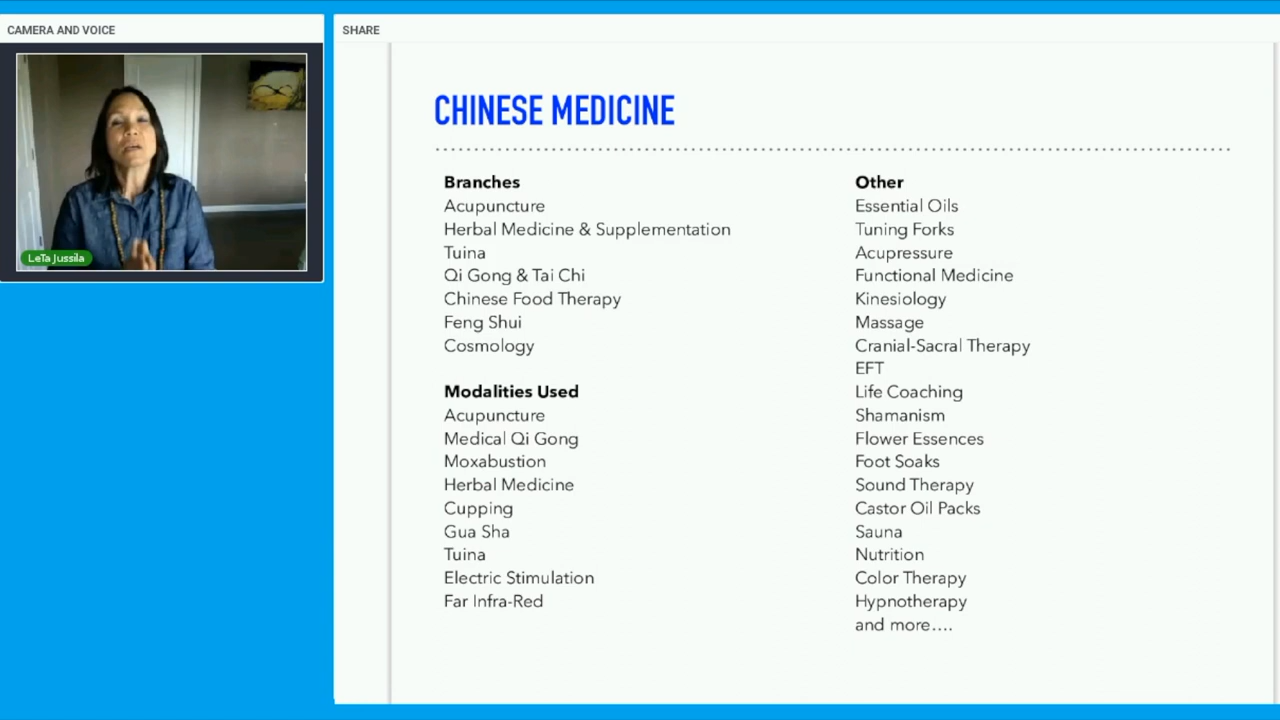 CAMERA AND VOICE
LeTa Jussila
SHARE
CHINESE MEDICINE
Branches
Acupuncture
Herbal Medicine & Supplementation
Tuina
Qi Gong & Tai Chi
Chinese Food Therapy
Feng Shui
Cosmology
Modalities Used
Acupuncture
Medical Qi Gong
Moxabustion
Herbal Medicine
Cupping
Gua Sha
Tuina
Electric Stimulation
Far Infra-Red
Other
Essential Oils
Tuning Forks
Acupressure
Functional Medicine
Kinesiology
Massage
Cranial-Sacral Therapy
EFT
Life Coaching
Shamanism
Flower Essences
Foot Soaks
Sound Therapy
Castor Oil Packs
Sauna
Nutrition
Color Therapy
Hypnotherapy
and more….